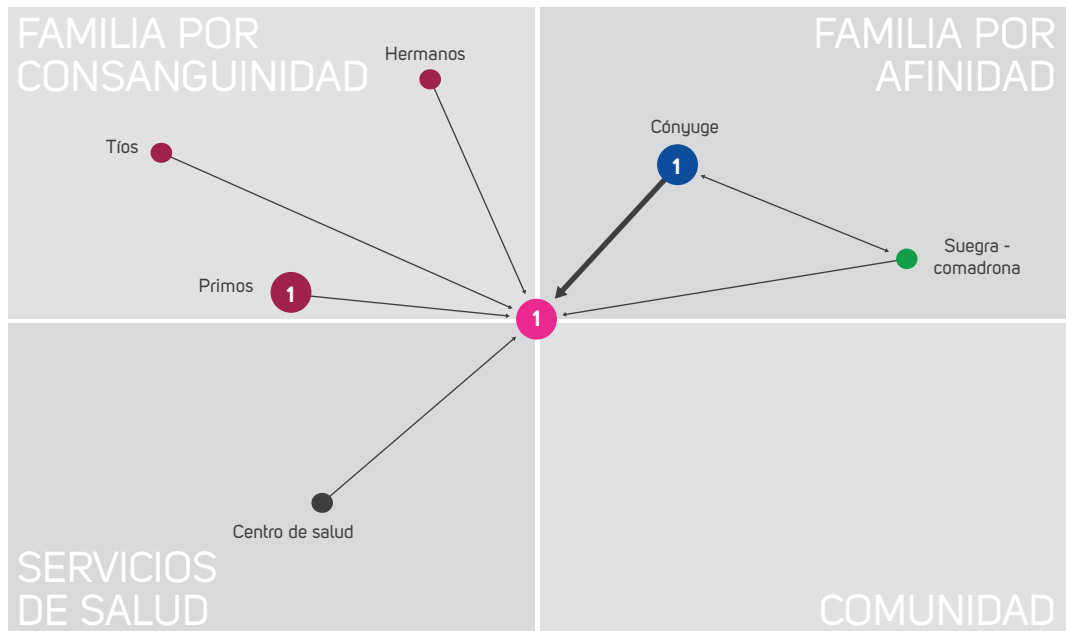 FAMILIA POR
CONSANGUINIDAD
Hermanos
Tíos
Primos
1
FAMILIA POR
AFINIDAD
Cónyuge
1
Suegra -
comadrona
1
Centro de salud
SERVICIOS
DE SALUD
COMUNIDAD